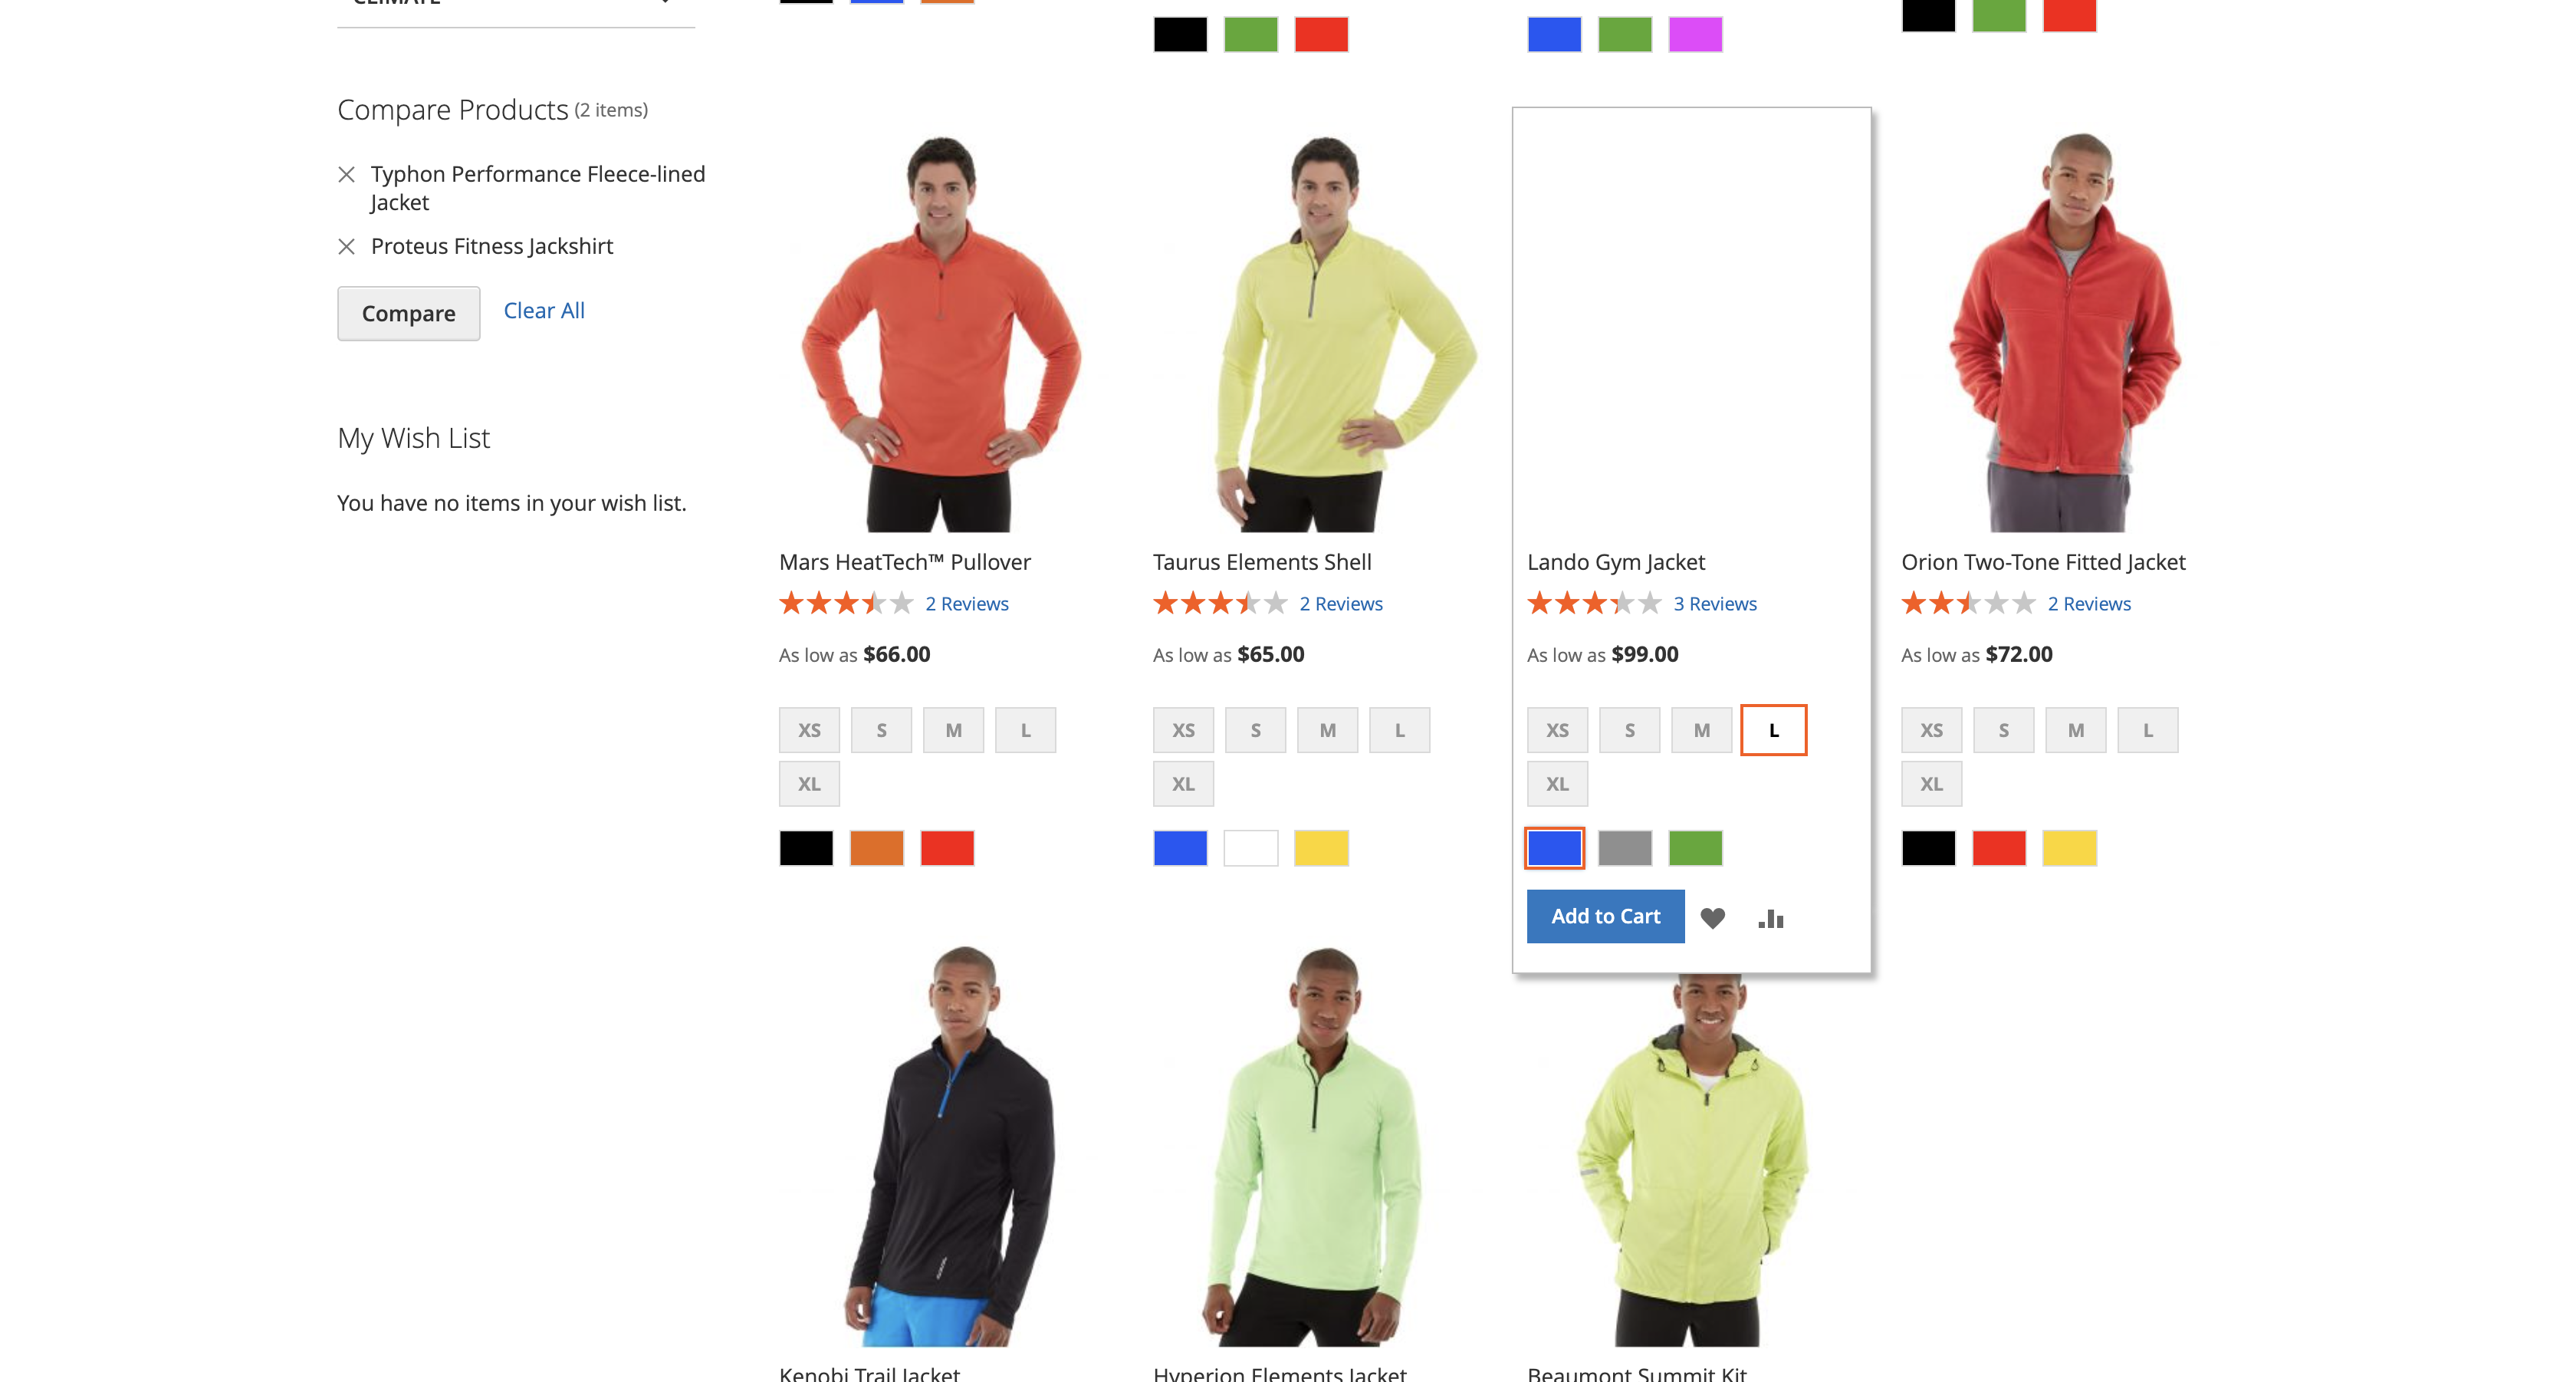 CLIMATE
Compare Products (2 items)
Typhon Performance Fleece-lined
Jacket
Proteus Fitness Jackshirt
Compare Clear All
My Wish List
You have no items in your wish list.
Mars HeatTech™ Pullover
2 Reviews
As low as $66.00
XS S M L
XL
Taurus Elements Shell
2 Reviews
As low as $65.00
XS S M L
XL
Lando Gym Jacket
3 Reviews
As low as $99.00
XS S M L
XL
Add to Cart
Orion Two-Tone Fitted Jacket
2 Reviews
As low as $72.00
XS S M L
XL
Kenobi Trail Jacket
Hyperion Elements Jacket
Beaumont Summit Kit